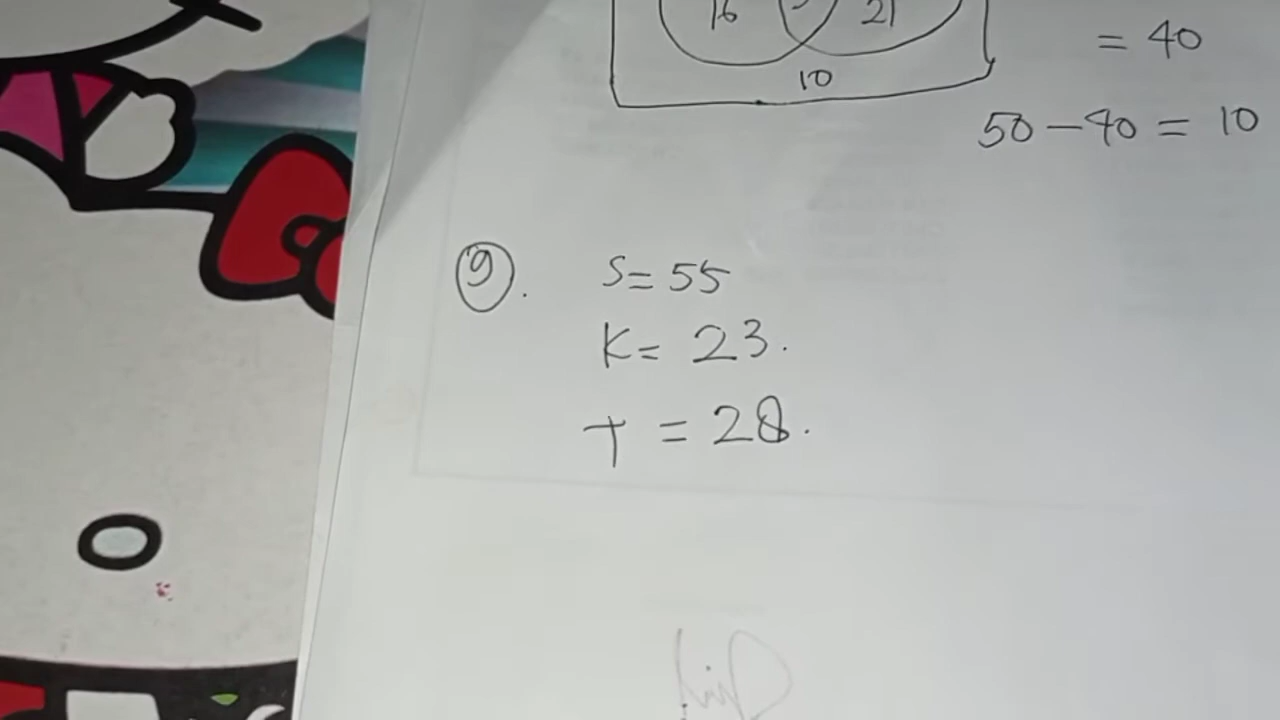 16 21
10
= 40
50 - 40 = 10
9. S = 55
K = 23.
T = 28.